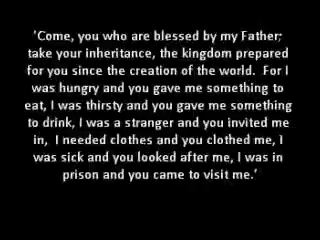 'Come, you who are blessed by my Father;
take your inheritance, the kingdom prepared
for you since the creation of the world.  For I
was hungry and you gave me something to
eat, I was thirsty and you gave me something
to drink, I was a stranger and you invited me
in,  I needed clothes and you clothed me, I
was sick and you looked after me, I was in
prison and you came to visit me.'